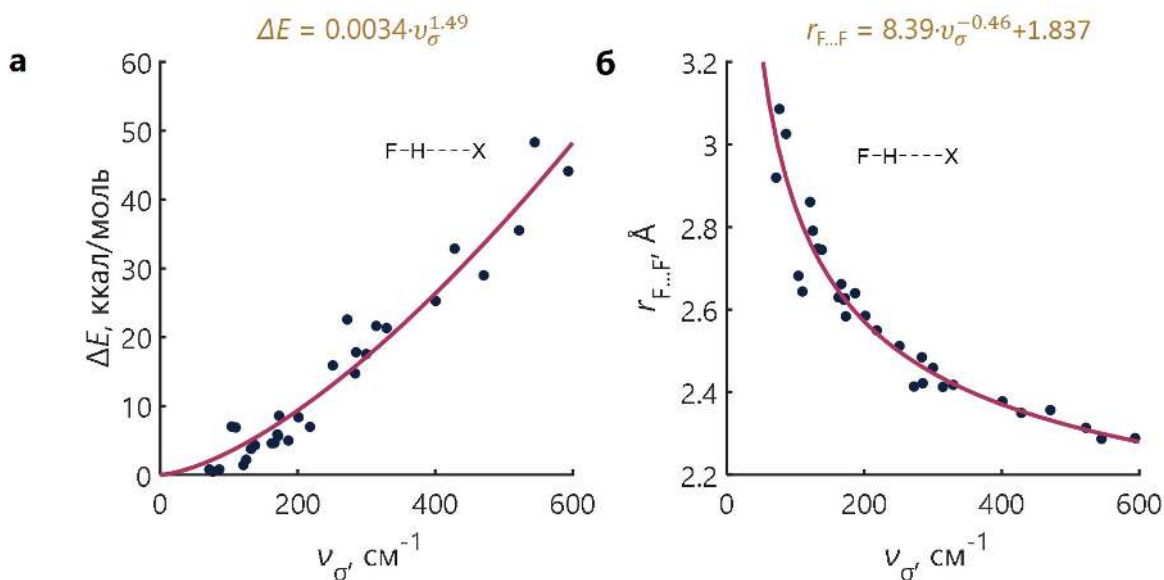 ΔE = 0.0034·υσ^1.49
а
ΔE, ккал/моль
60
50
40
30
20
10
0
F-H----X
0 200 400 600
νσ, см⁻¹
rF...F = 8.39·υσ^−0.46+1.837
б
rF...F, Å
3.2
3
2.8
2.6
2.4
2.2
F-H----X
0 200 400 600
νσ, см⁻¹